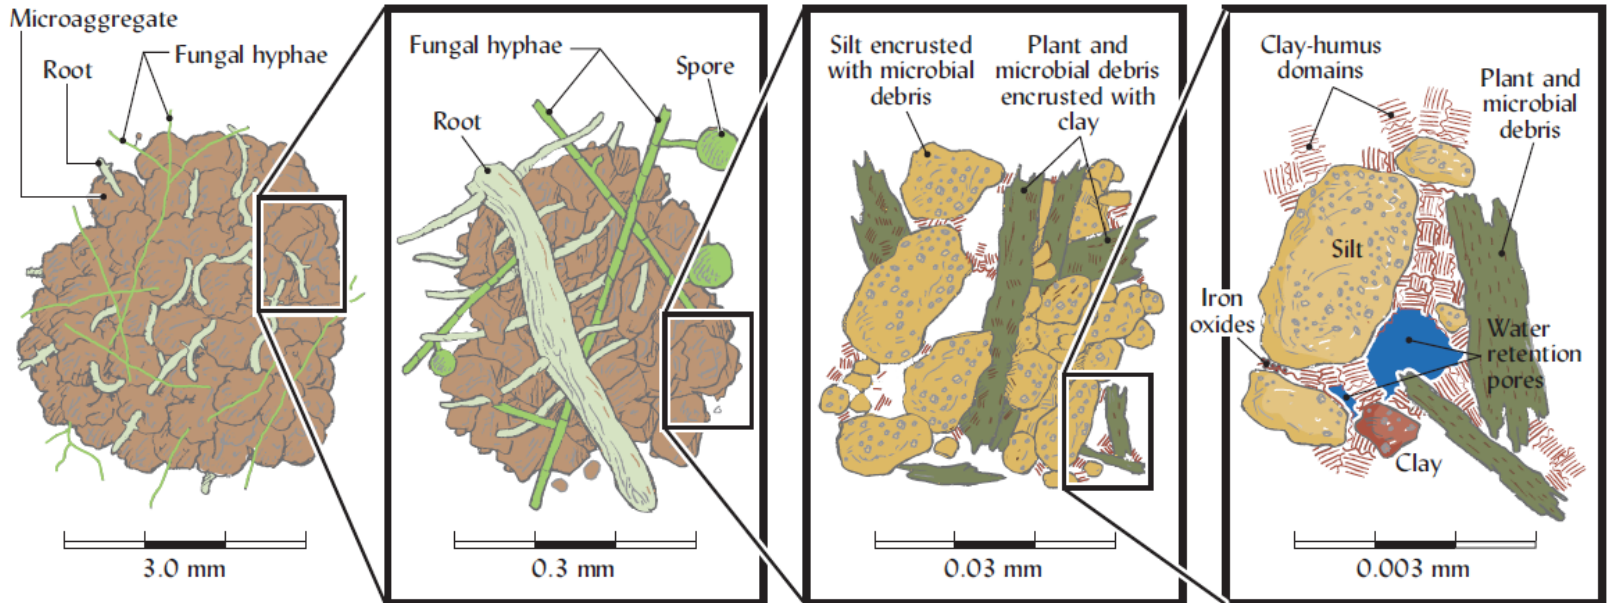 Microaggregate
Root
Fungal hyphae
3.0 mm
Fungal hyphae
Spore
Root
0.3 mm
Silt encrusted
with microbial
debris
Plant and
microbial debris
encrusted with
clay
0.03 mm
Clay-humus
domains
Plant and
microbial
debris
Silt
Iron
oxides
Water
retention
pores
Clay
0.003 mm